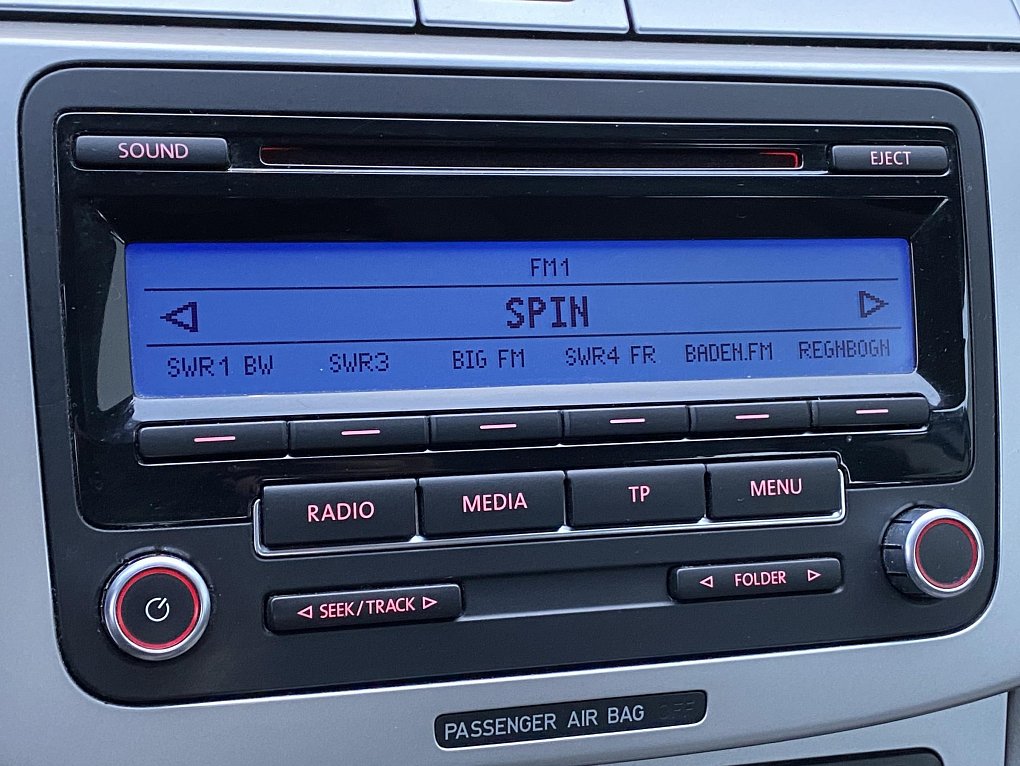 SOUND EJECT
FM1
SPIN
SWR1 BW SWR3 BIG FM SWR4 FR BADEN.FM REGNBOGN
RADIO MEDIA TP MENU
SEEK/TRACK FOLDER
PASSENGER AIR BAG OFF